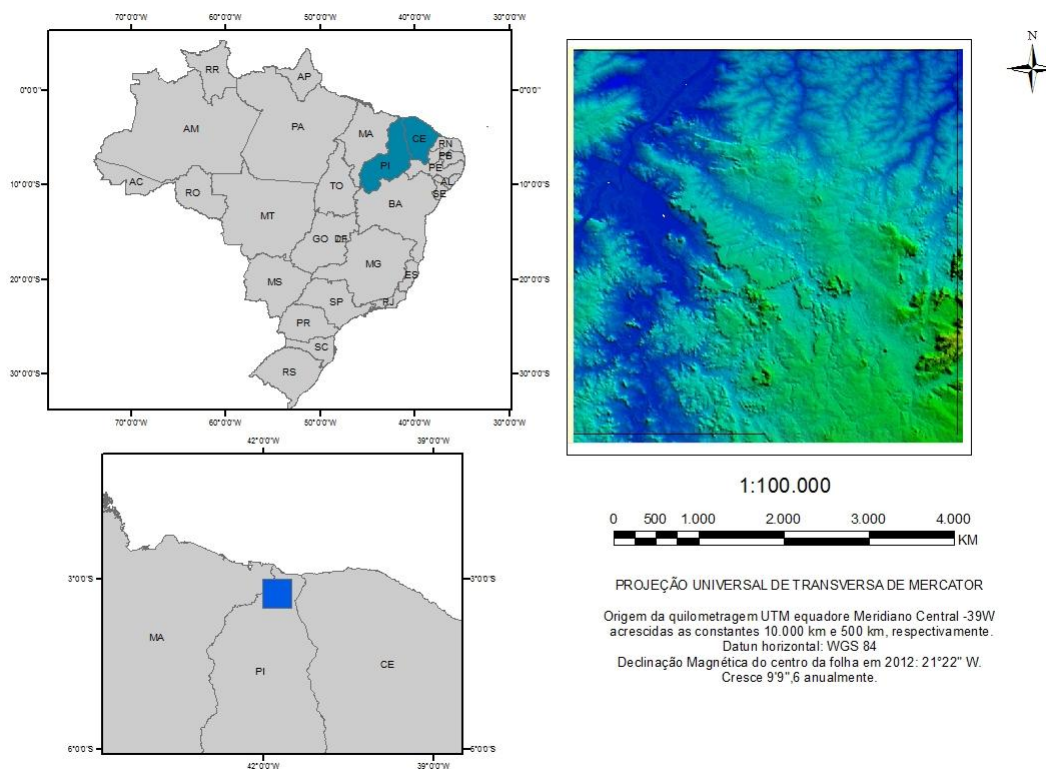 70°0'0"W 60°0'0"W 50°0'0"W 40°0'0"W 30°0'0"W
0°0'0"
10°0'0"S
20°0'0"S
30°0'0"S
RR
AP
AM
PA
MA
CE
RN
PB
PI
PE
AC
TO
AL
SE
RO
BA
MT
GO
DF
MG
ES
MS
SP
RJ
PR
SC
RS
0°0'0"
10°0'0"S
20°0'0"S
30°0'0"S
70°0'0"W 60°0'0"W 50°0'0"W 40°0'0"W 30°0'0"W
N
42°0'0"W 39°0'0"W
3°0'0"S
6°0'0"S
MA
PI
CE
3°0'0"S
6°0'0"S
42°0'0"W 39°0'0"W
1:100.000
0 500 1.000 2.000 3.000 4.000
KM
PROJEÇÃO UNIVERSAL DE TRANSVERSA DE MERCATOR
Origem da quilometragem UTM equadore Meridiano Central -39W
acrescidas as constantes 10.000 km e 500 km, respectivamente.
Datun horizontal: WGS 84
Declinação Magnética do centro da folha em 2012: 21°22" W.
Cresce 9'9",6 anualmente.